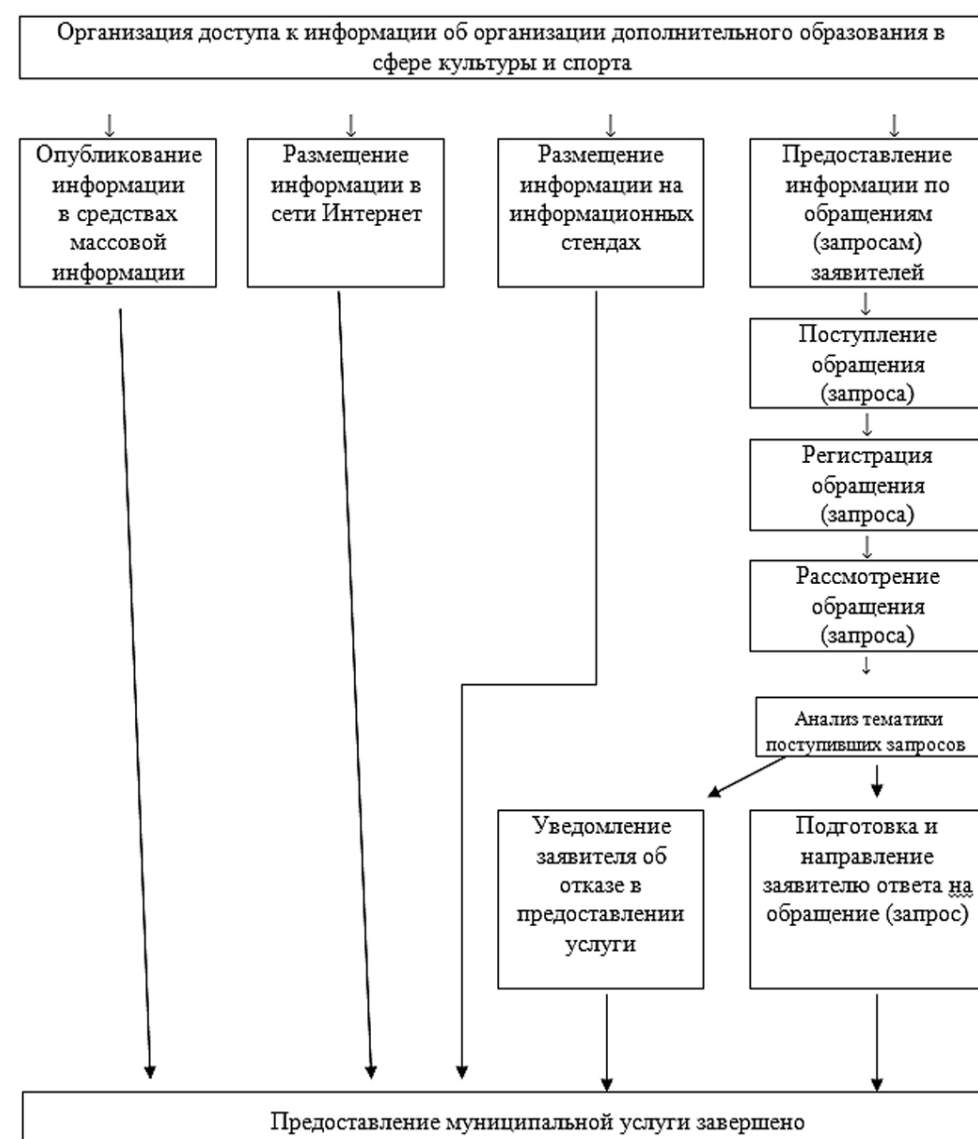 Организация доступа к информации об организации дополнительного образования в
сфере культуры и спорта
Опубликование
информации
в средствах
массовой
информации
Размещение
информации в
сети Интернет
Размещение
информации на
информационных
стендах
Предоставление
информации по
обращениям
(запросам)
заявителей
Поступление
обращения
(запроса)
Регистрация
обращения
(запроса)
Рассмотрение
обращения
(запроса)
Анализ тематики
поступивших запросов
Уведомление
заявителя об
отказе в
предоставлении
услуги
Подготовка и
направление
заявителю ответа на
обращение (запрос)
Предоставление муниципальной услуги завершено